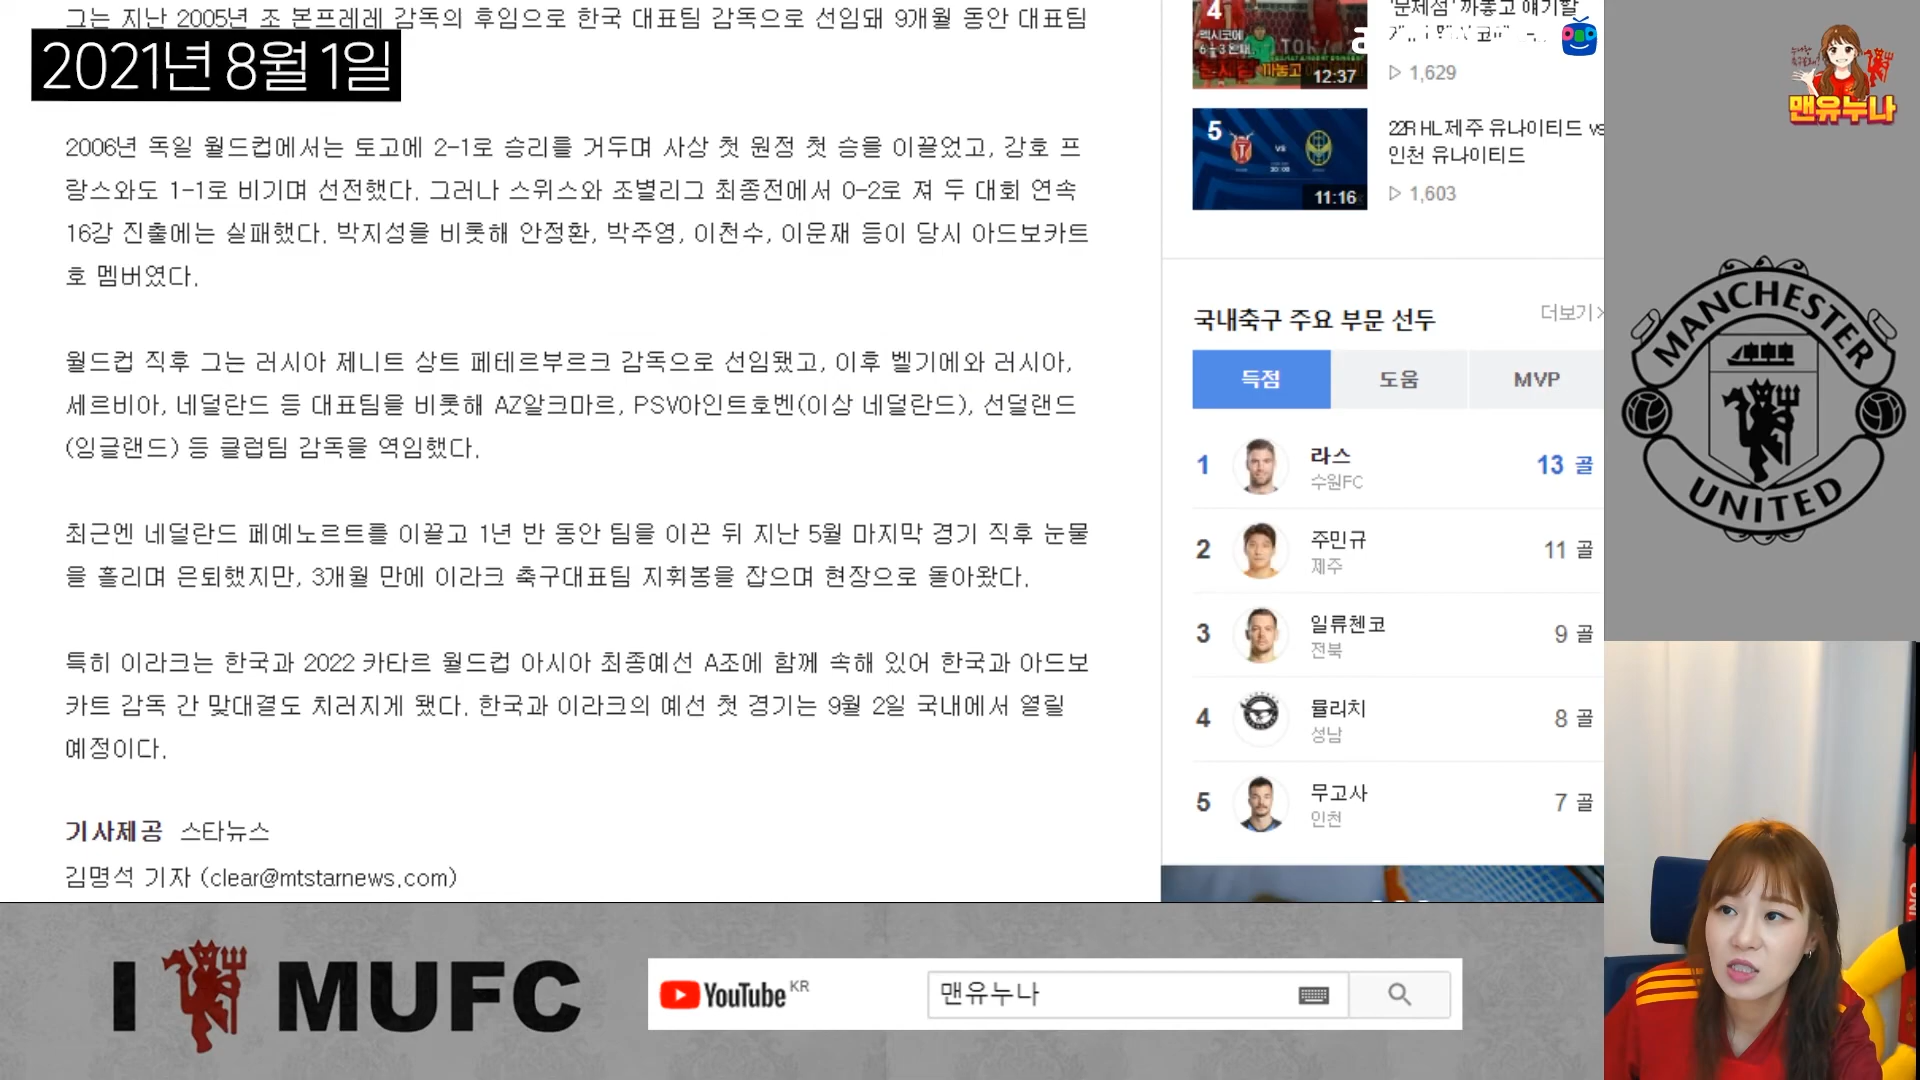 그는 지난 2005년 조 본프레레 감독의 후임으로 한국 대표팀 감독으로 선임돼 9개월 동안 대표팀
2021년 8월 1일
2006년 독일 월드컵에서는 토고에 2-1로 승리를 거두며 사상 첫 원정 첫 승을 이끌었고, 강호 프
랑스와도 1-1로 비기며 선전했다. 그러나 스위스와 조별리그 최종전에서 0-2로 져 두 대회 연속
16강 진출에는 실패했다. 박지성을 비롯해 안정환, 박주영, 이천수, 이운재 등이 당시 아드보카트
호 멤버였다.
월드컵 직후 그는 러시아 제니트 상트 페테르부르크 감독으로 선임됐고, 이후 벨기에와 러시아,
세르비아, 네덜란드 등 대표팀을 비롯해 AZ알크마르, PSV아인트호벤(이상 네덜란드), 선덜랜드
(잉글랜드) 등 클럽팀 감독을 역임했다.
최근엔 네덜란드 페예노르트를 이끌고 1년 반 동안 팀을 이끈 뒤 지난 5월 마지막 경기 직후 눈물
을 흘리며 은퇴했지만, 3개월 만에 이라크 축구대표팀 지휘봉을 잡으며 현장으로 돌아왔다.
특히 이라크는 한국과 2022 카타르 월드컵 아시아 최종예선 A조에 함께 속해 있어 한국과 아드보
카트 감독 간 맞대결도 치러지게 됐다. 한국과 이라크의 예선 첫 경기는 9월 2일 국내에서 열릴
예정이다.
기사제공 스타뉴스
김명석 기자 (clear@mtstarnews.com)
4
멕시코에
6-3 완패
문제점 까놓고
12:37
'문제점' 까놓고 얘기할
1,629
5
VS
11:16
22R HL 제주 유나이티드 vs
인천 유나이티드
1,603
국내축구 주요 부문 선두
더보기
득점 도움 MVP
1 라스 13 골
수원FC
2 주민규 11 골
제주
3 일류첸코 9 골
전북
4 뮬리치 8 골
성남
5 무고사 7 골
인천
맨유누나
MANCHESTER
UNITED
I MUFC
YouTube KR
맨유누나